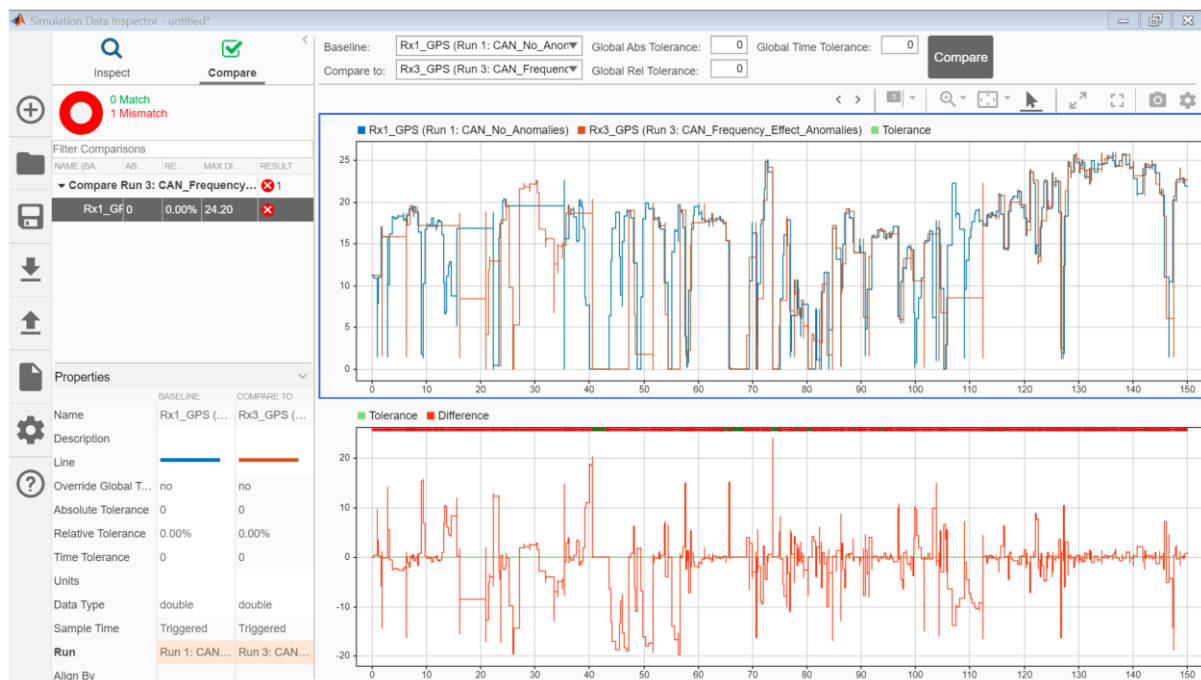 Simulation Data Inspector - untitled*
Inspect
Compare
0 Match
1 Mismatch
Filter Comparisons
NAME (BA... AB... RE... MAX DI... RESULT
Compare Run 3: CAN_Frequency... 1
Rx1_GF 0 0.00% 24.20
Properties
BASELINE COMPARE TO
Name Rx1_GPS (... Rx3_GPS (...
Description
Line
Override Global T... no no
Absolute Tolerance 0 0
Relative Tolerance 0.00% 0.00%
Time Tolerance 0 0
Units
Data Type double double
Sample Time Triggered Triggered
Run Run 1: CAN... Run 3: CAN...
Align By
Baseline: Rx1_GPS (Run 1: CAN_No_Anon Global Abs Tolerance: 0 Global Time Tolerance: 0
Compare to: Rx3_GPS (Run 3: CAN_Frequenc Global Rel Tolerance: 0
Compare
1
Rx1_GPS (Run 1: CAN_No_Anomalies) Rx3_GPS (Run 3: CAN_Frequency_Effect_Anomalies) Tolerance
25
20
15
10
5
0
0 10 20 30 40 50 60 70 80 90 100 110 120 130 140 150
Tolerance Difference
20
10
0
-10
-20
0 10 20 30 40 50 60 70 80 90 100 110 120 130 140 150